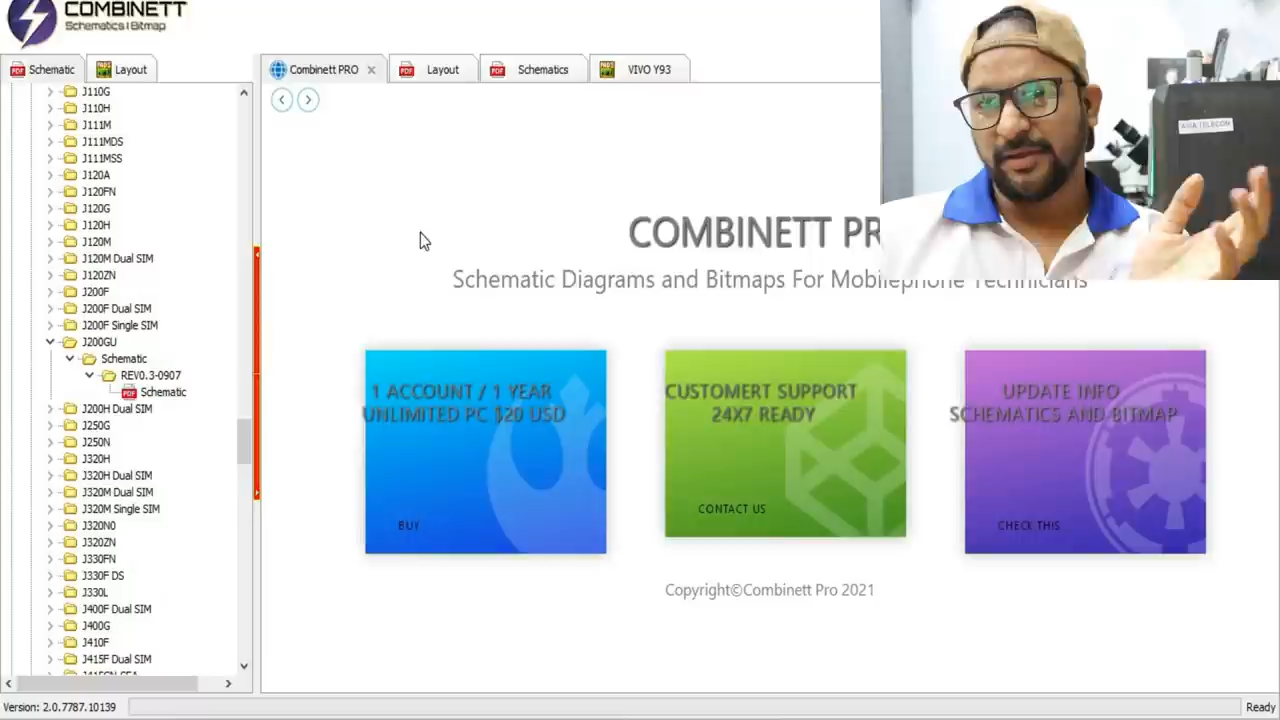 COMBINETT
Schematics | Bitmap
Schematic
Layout
Combinett PRO
Layout
Schematics
VIVO Y93
J110G
J110H
J111M
J111MDS
J111MSS
J120A
J120FN
J120G
J120H
J120M
J120M Dual SIM
J120ZN
J200F
J200F Dual SIM
J200F Single SIM
J200GU
Schematic
REV0.3-0907
Schematic
J200H Dual SIM
J250G
J250N
J320H
J320H Dual SIM
J320M Dual SIM
J320M Single SIM
J320N0
J320ZN
J330FN
J330F DS
J330L
J400F Dual SIM
J400G
J410F
J415F Dual SIM
COMBINETT PR
Schematic Diagrams and Bitmaps For Mobilephone Technicians
1 ACCOUNT / 1 YEAR
UNLIMITED PC $20 USD
BUY
CUSTOMERT SUPPORT
24X7 READY
CONTACT US
UPDATE INFO
SCHEMATICS AND BITMAP
CHECK THIS
Copyright©Combinett Pro 2021
ASIA TELECOM
Version: 2.0.7787.10139
Ready